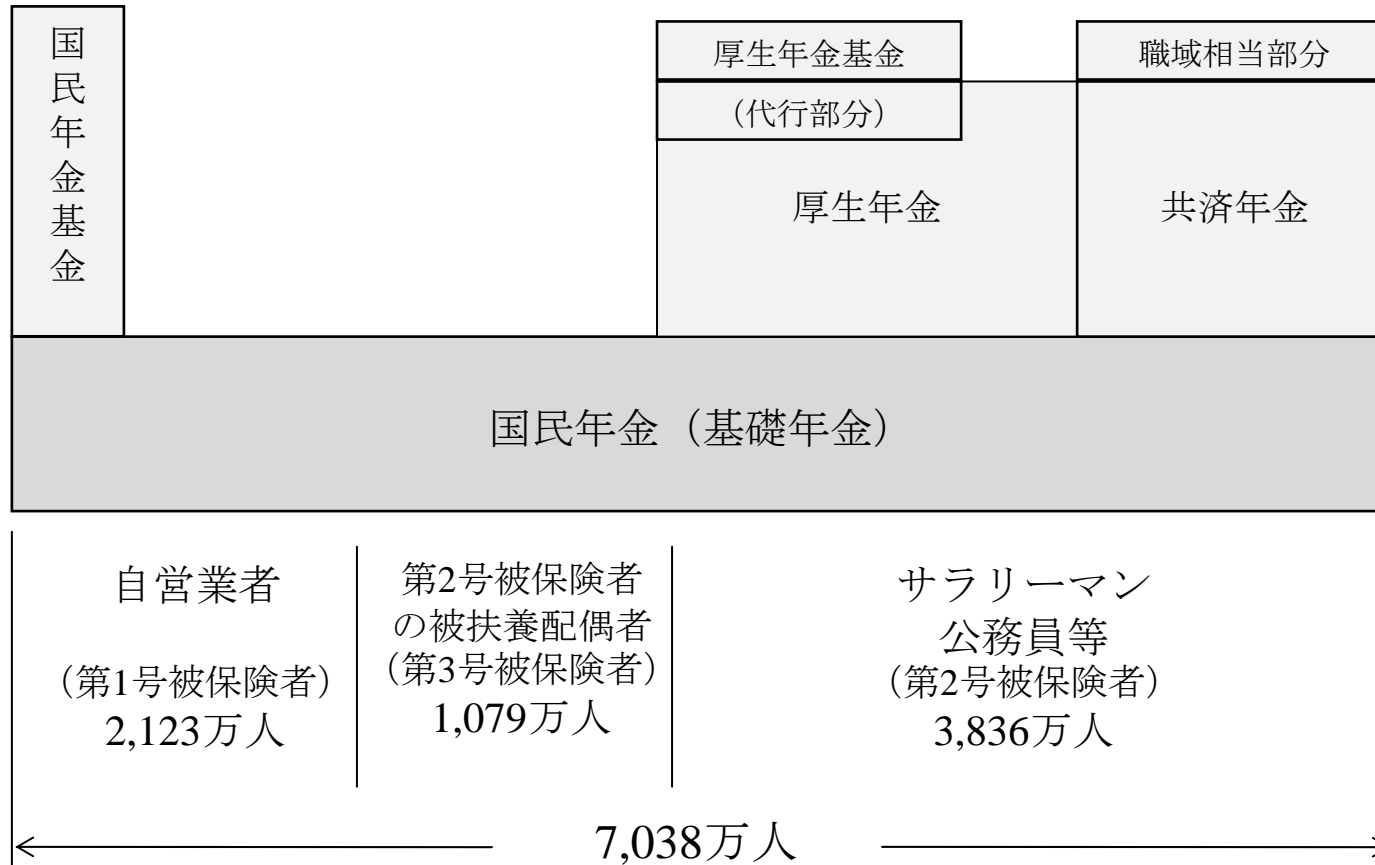 国民年金基金
厚生年金基金
職域相当部分
（代行部分）
厚生年金
共済年金
国民年金（基礎年金）
自営業者
（第1号被保険者）
2,123万人
第2号被保険者
の被扶養配偶者
（第3号被保険者）
1,079万人
サラリーマン
公務員等
（第2号被保険者）
3,836万人
7,038万人